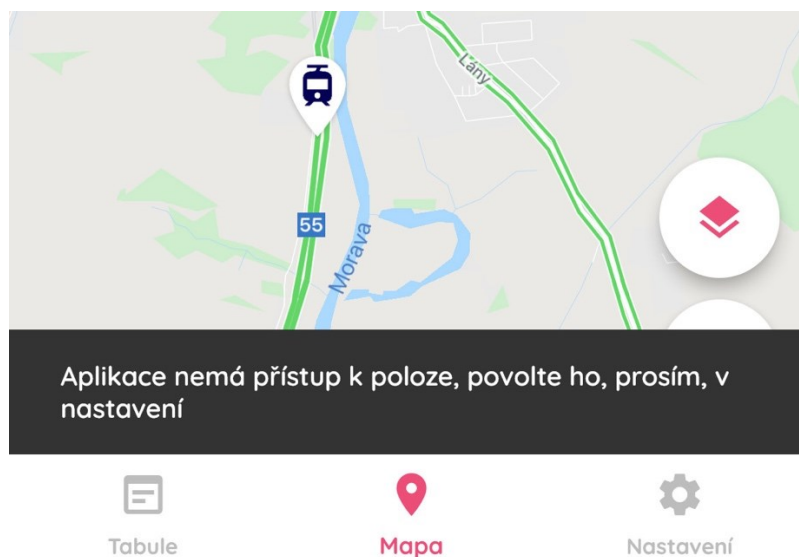 Lány
55
Morava
Aplikace nemá přístup k poloze, povolte ho, prosím, v
nastavení
Tabule
Mapa
Nastavení